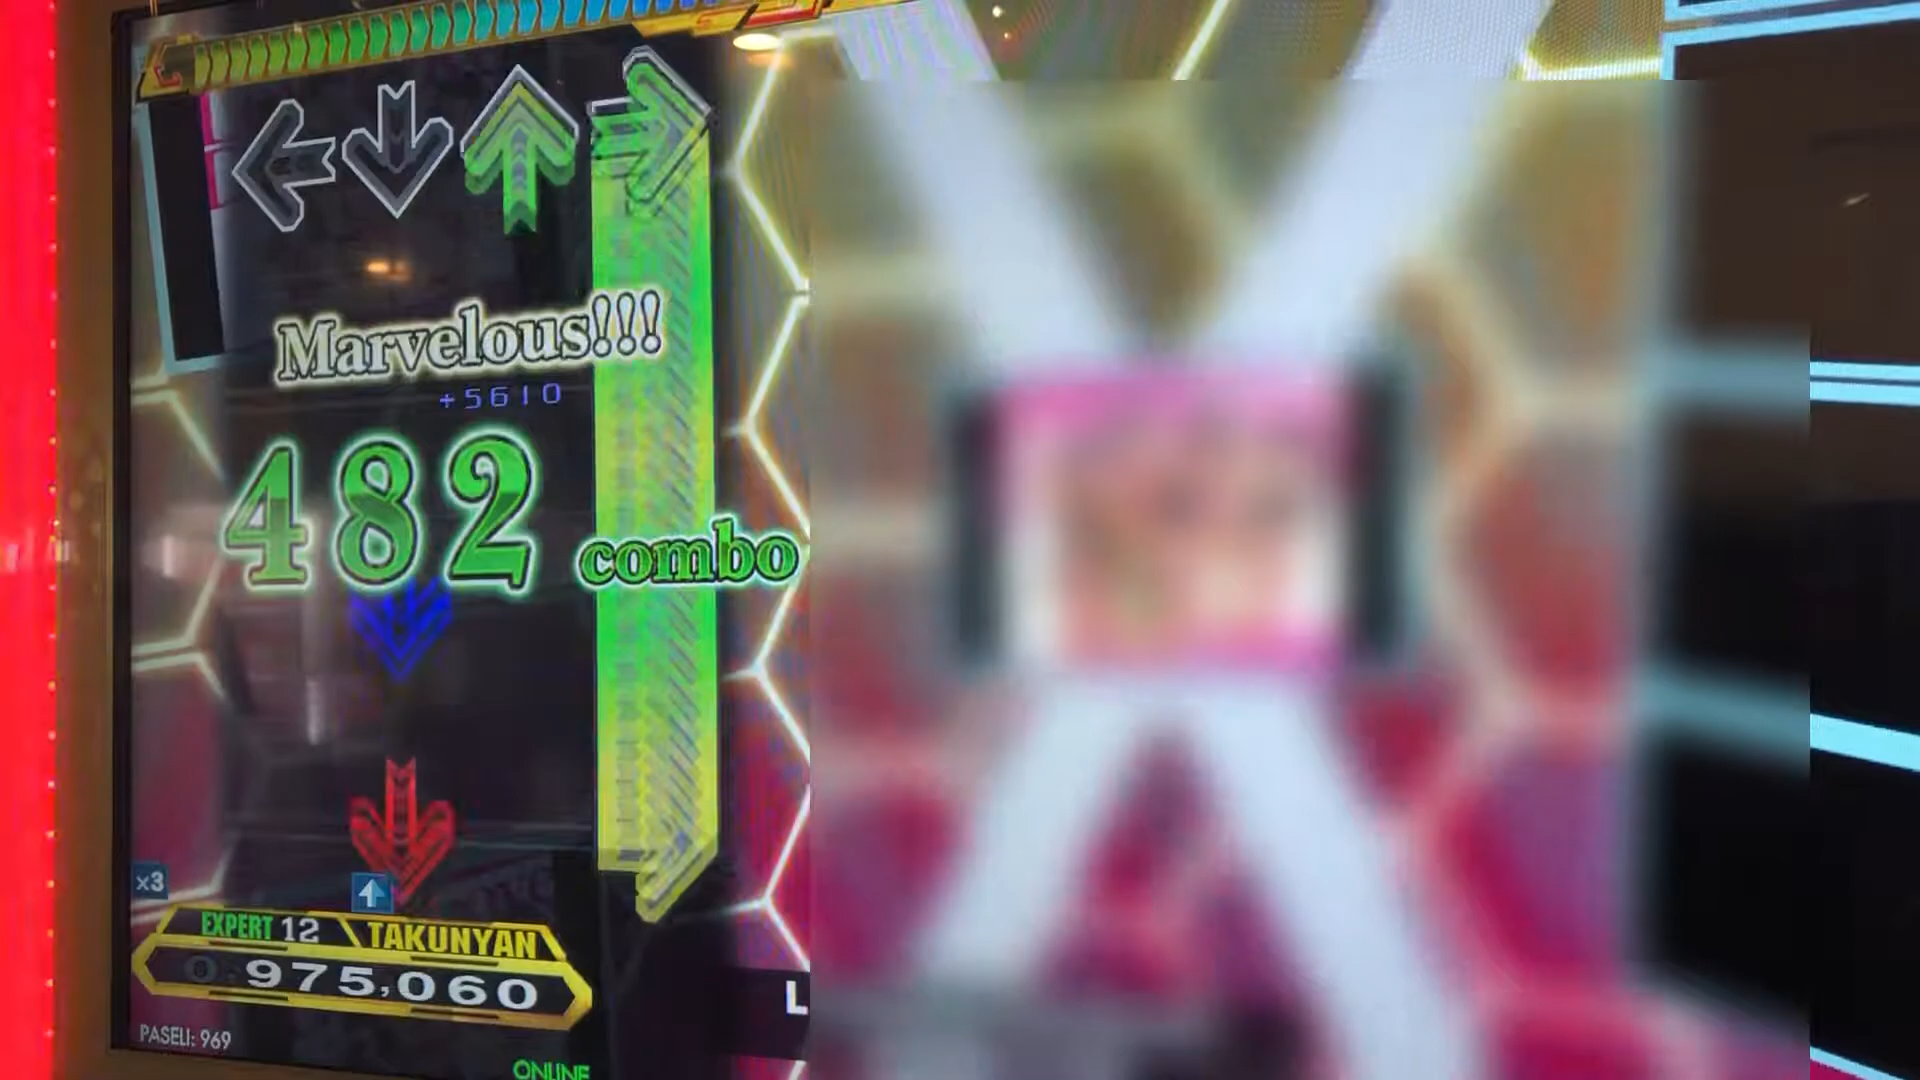 Marvelous!!!
+5610
482 combo
x3
EXPERT 12 TAKUNYAN
975,060
L
PASELI: 969
ONLINE